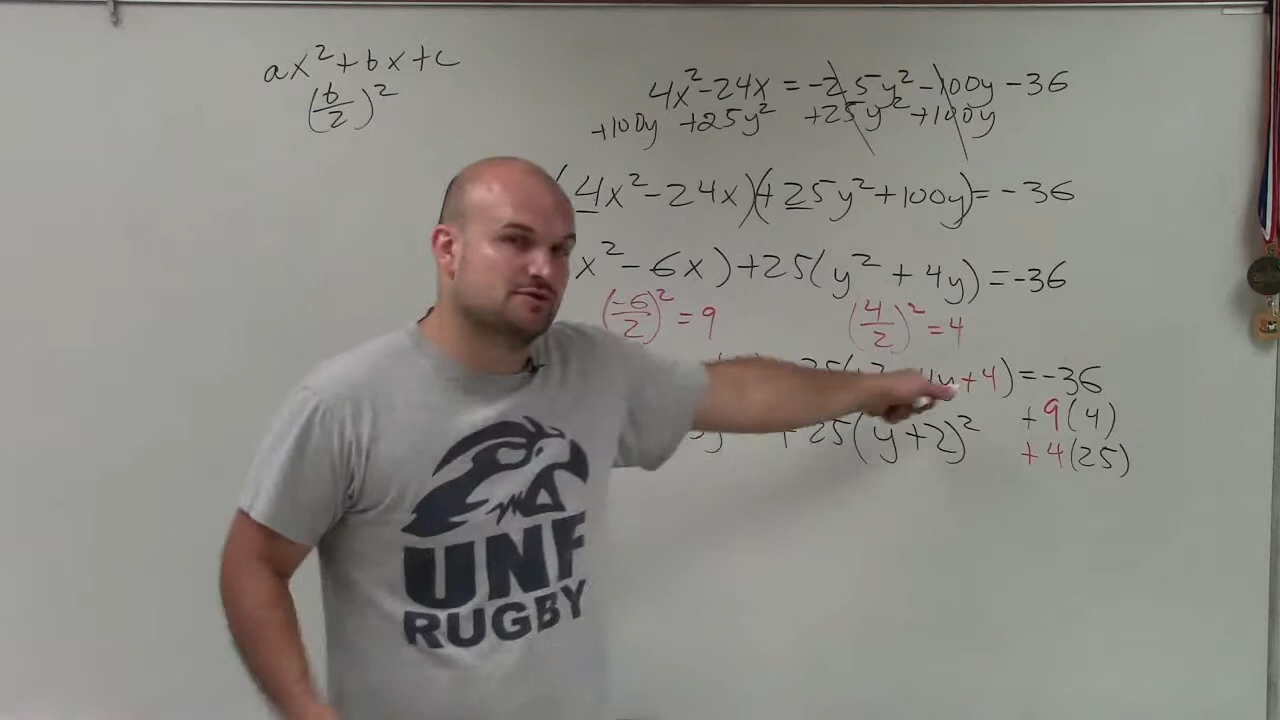 ax²+bx+c
(b/2)²
4x²-24x = -25y²-100y-36
+100y +25y² +25y² +100y
(4x²-24x)(+25y²+100y)=-36
x²-6x)+25(y²+4y)=-36
(-6/2)²=9 (4/2)²=4
4y+4)=-36
+9(4)
+25(y+2)²
+4(25)
UNF
RUGBY